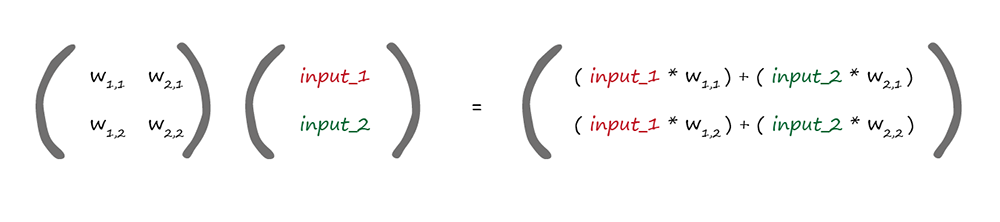 w1,1 w2,1 input_1 ( input_1 * w1,1 ) + ( input_2 * w2,1 )
=
w1,2 w2,2 input_2 ( input_1 * w1,2 ) + ( input_2 * w2,2 )